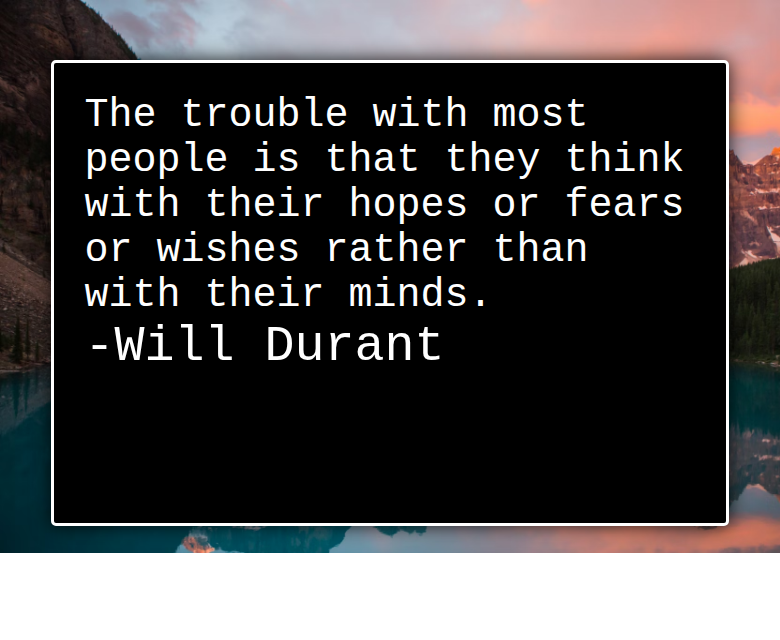 The trouble with most
people is that they think
with their hopes or fears
or wishes rather than
with their minds.
-Will Durant